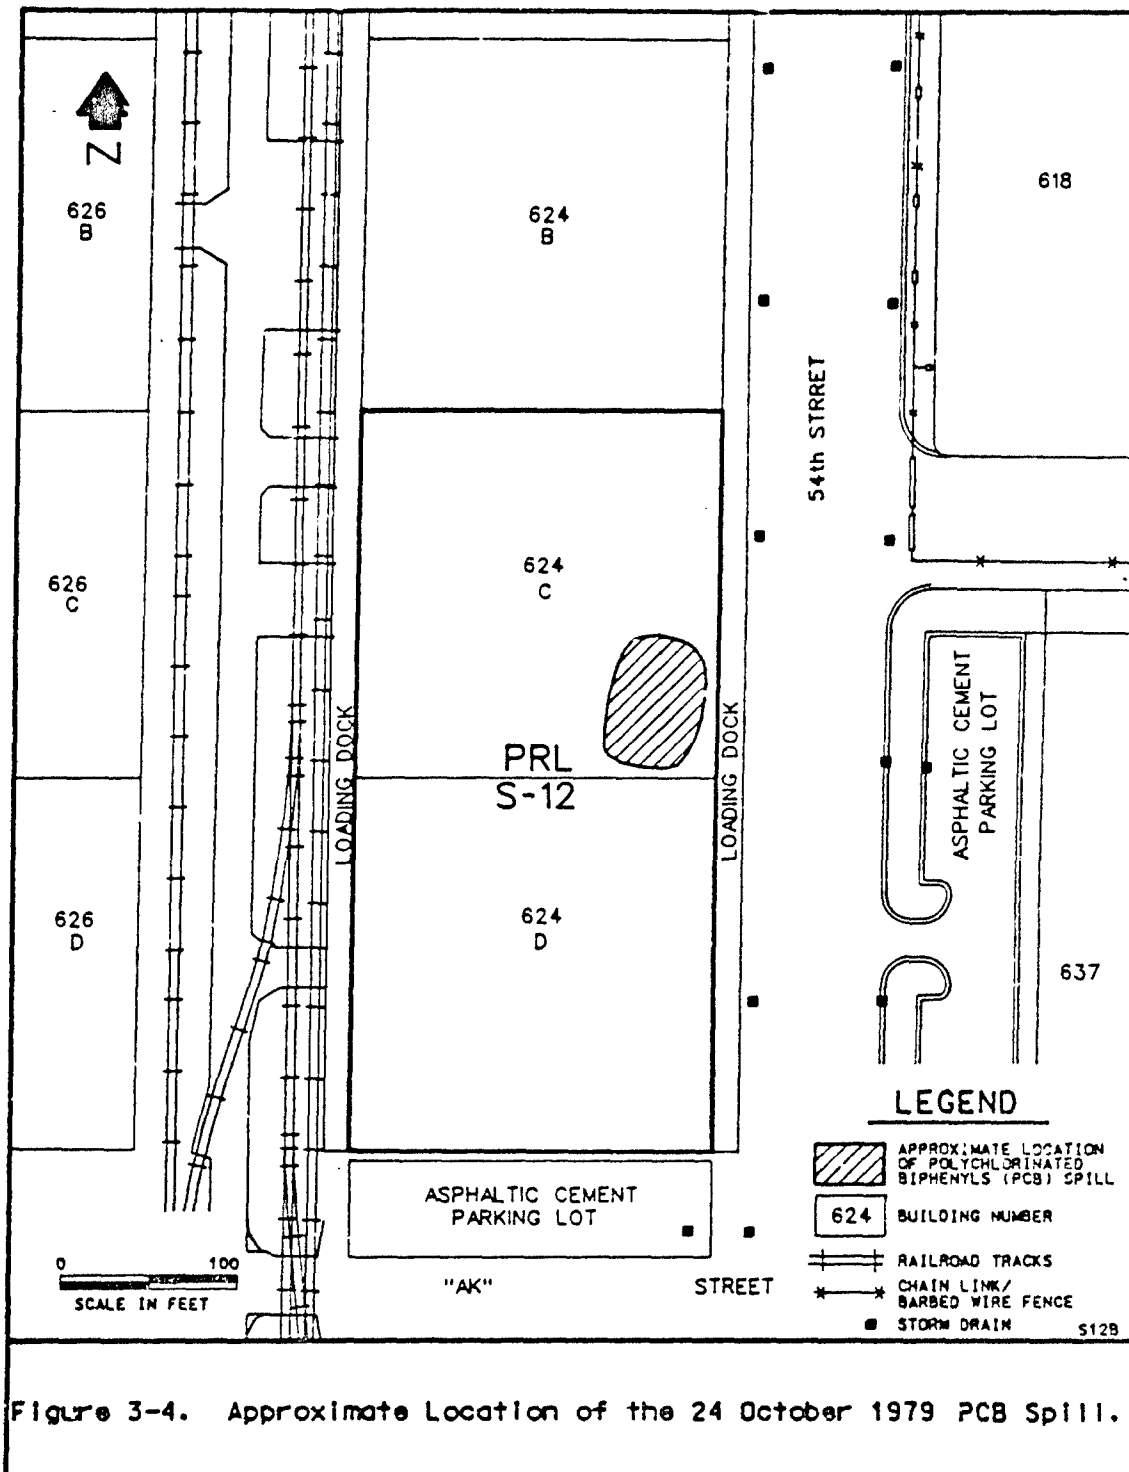 N
626
B
624
B
618
54th STRRET
626
C
624
C
LOADING DOCK
PRL
S-12
LOADING DOCK
ASPHALTIC CEMENT
PARKING LOT
626
D
624
D
637
LEGEND
APPROXIMATE LOCATION
OF POLYCHLORINATED
BIPHENYLS (PCB) SPILL
624 BUILDING NUMBER
RAILROAD TRACKS
CHAIN LINK/
BARBED WIRE FENCE
STORM DRAIN
ASPHALTIC CEMENT
PARKING LOT
0 100
SCALE IN FEET
"AK" STREET
S12B
Figure 3-4. Approximate Location of the 24 October 1979 PCB Spill.